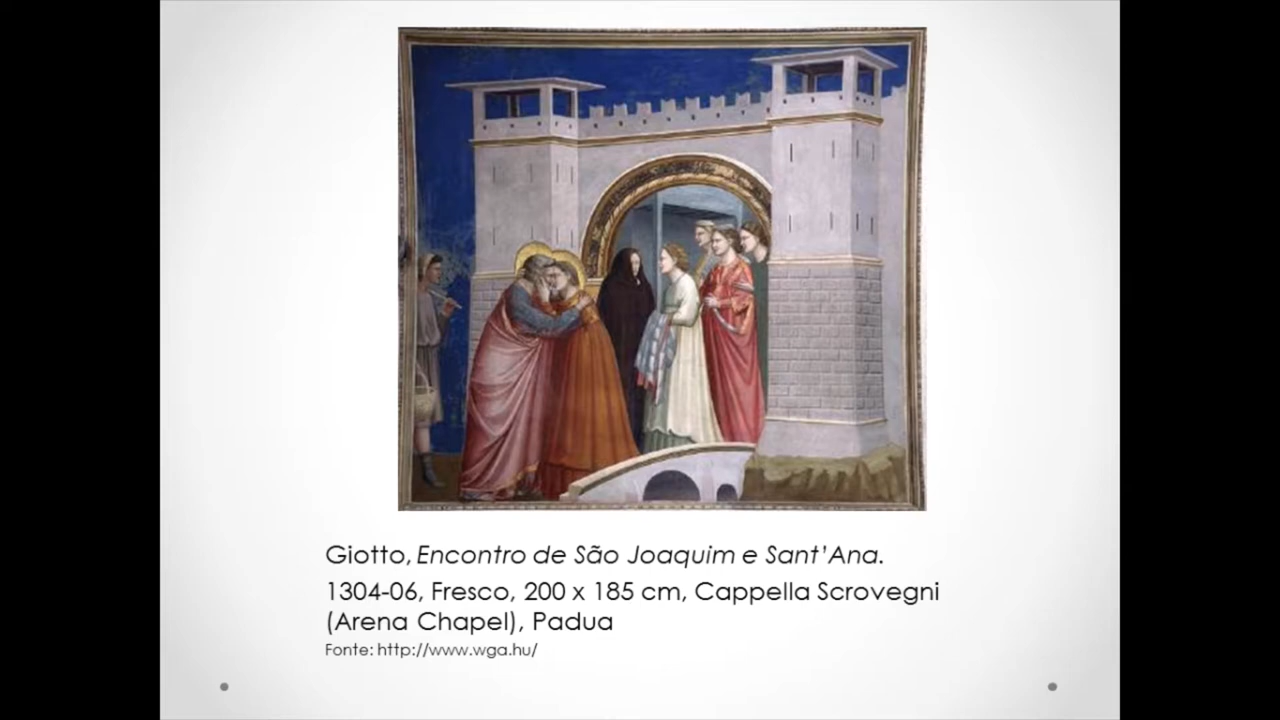 Giotto, Encontro de São Joaquim e Sant’Ana.
1304-06, Fresco, 200 x 185 cm, Cappella Scrovegni
(Arena Chapel), Padua
Fonte: http://www.wga.hu/